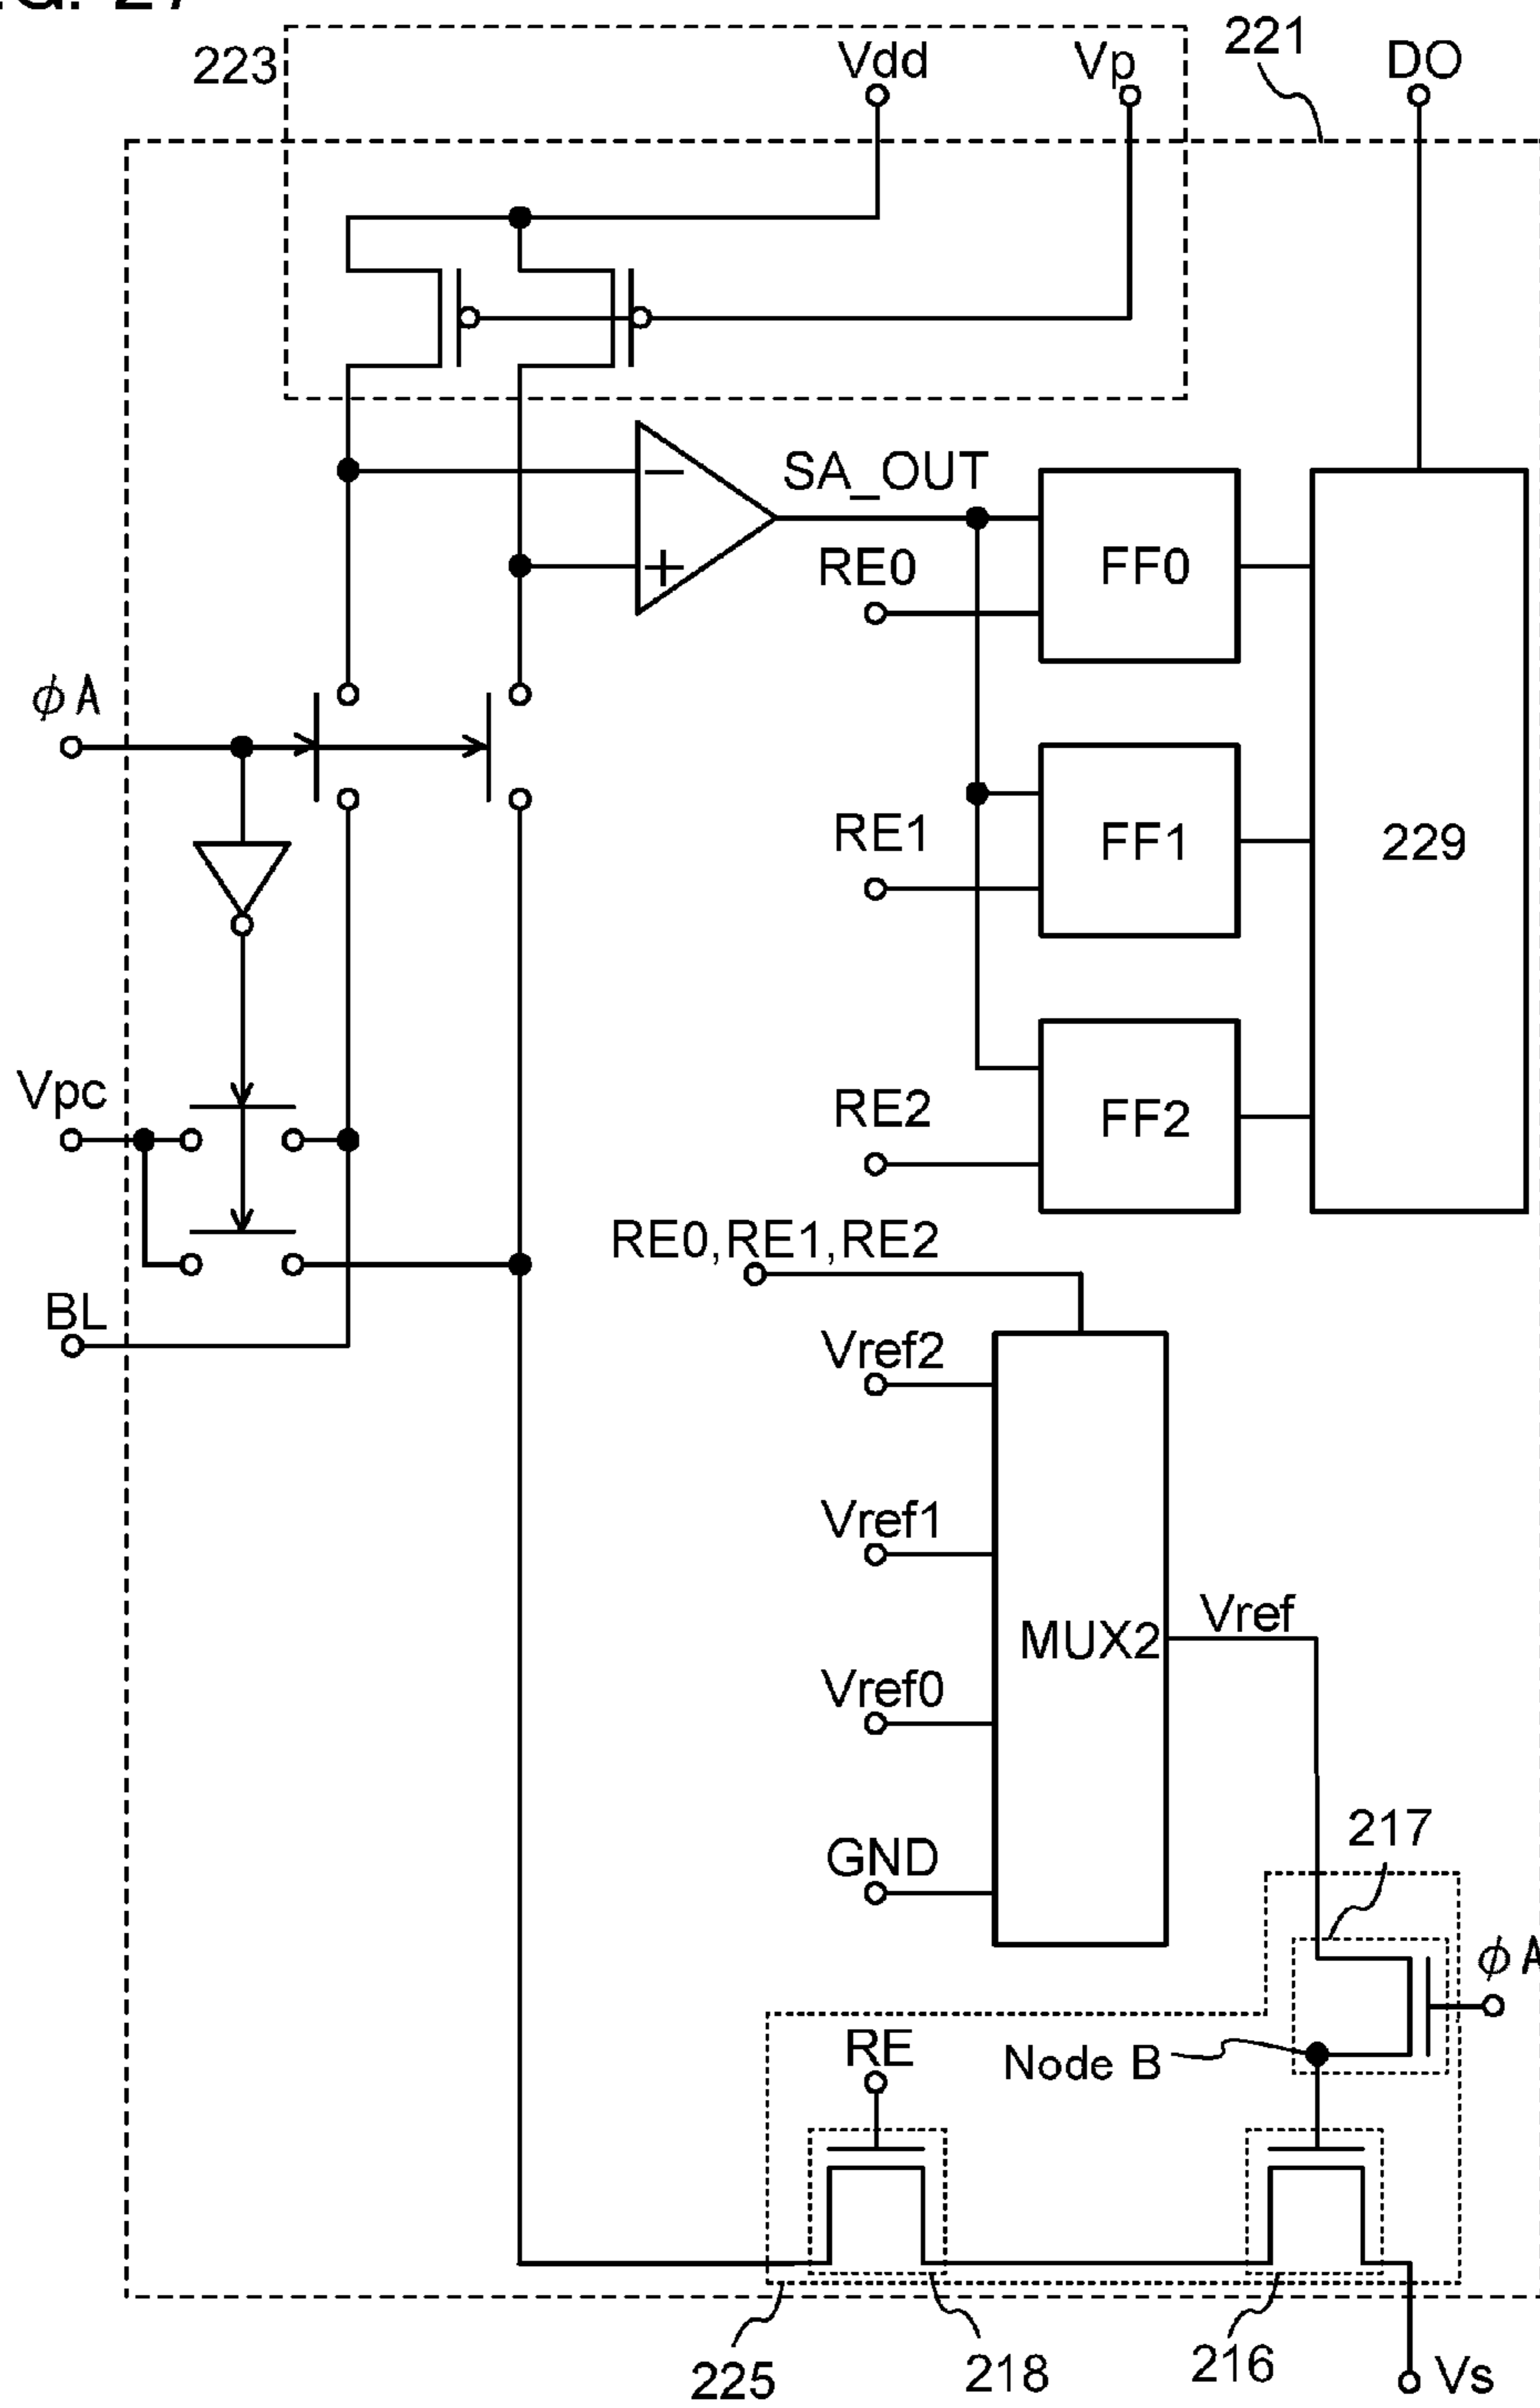 223
Vdd
Vp
221
DO
SA_OUT
RE0
FF0
φA
RE1
FF1
229
Vpc
RE2
FF2
RE0,RE1,RE2
BL
Vref2
Vref1
MUX2
Vref
Vref0
GND
217
φA
RE
Node B
225
218
216
Vs